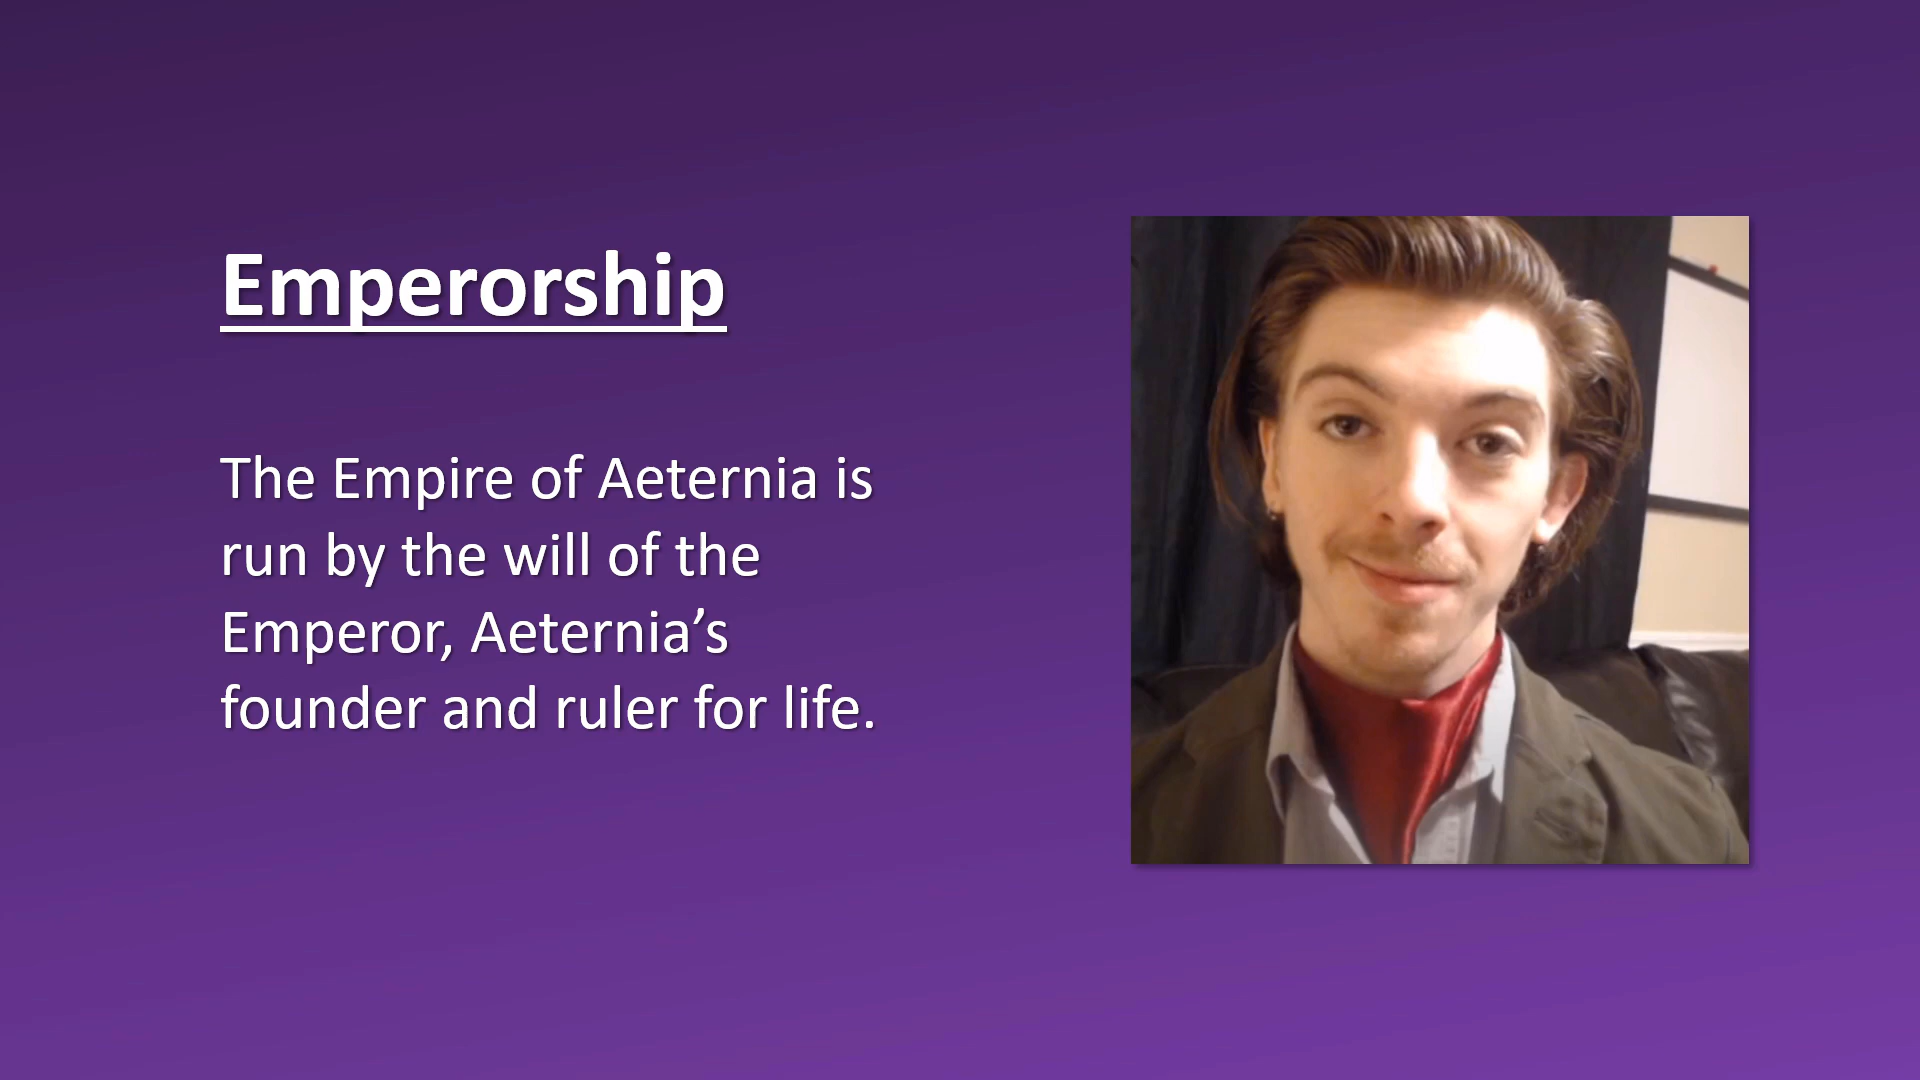 Emperorship
The Empire of Aeternia is
run by the will of the
Emperor, Aeternia’s
founder and ruler for life.